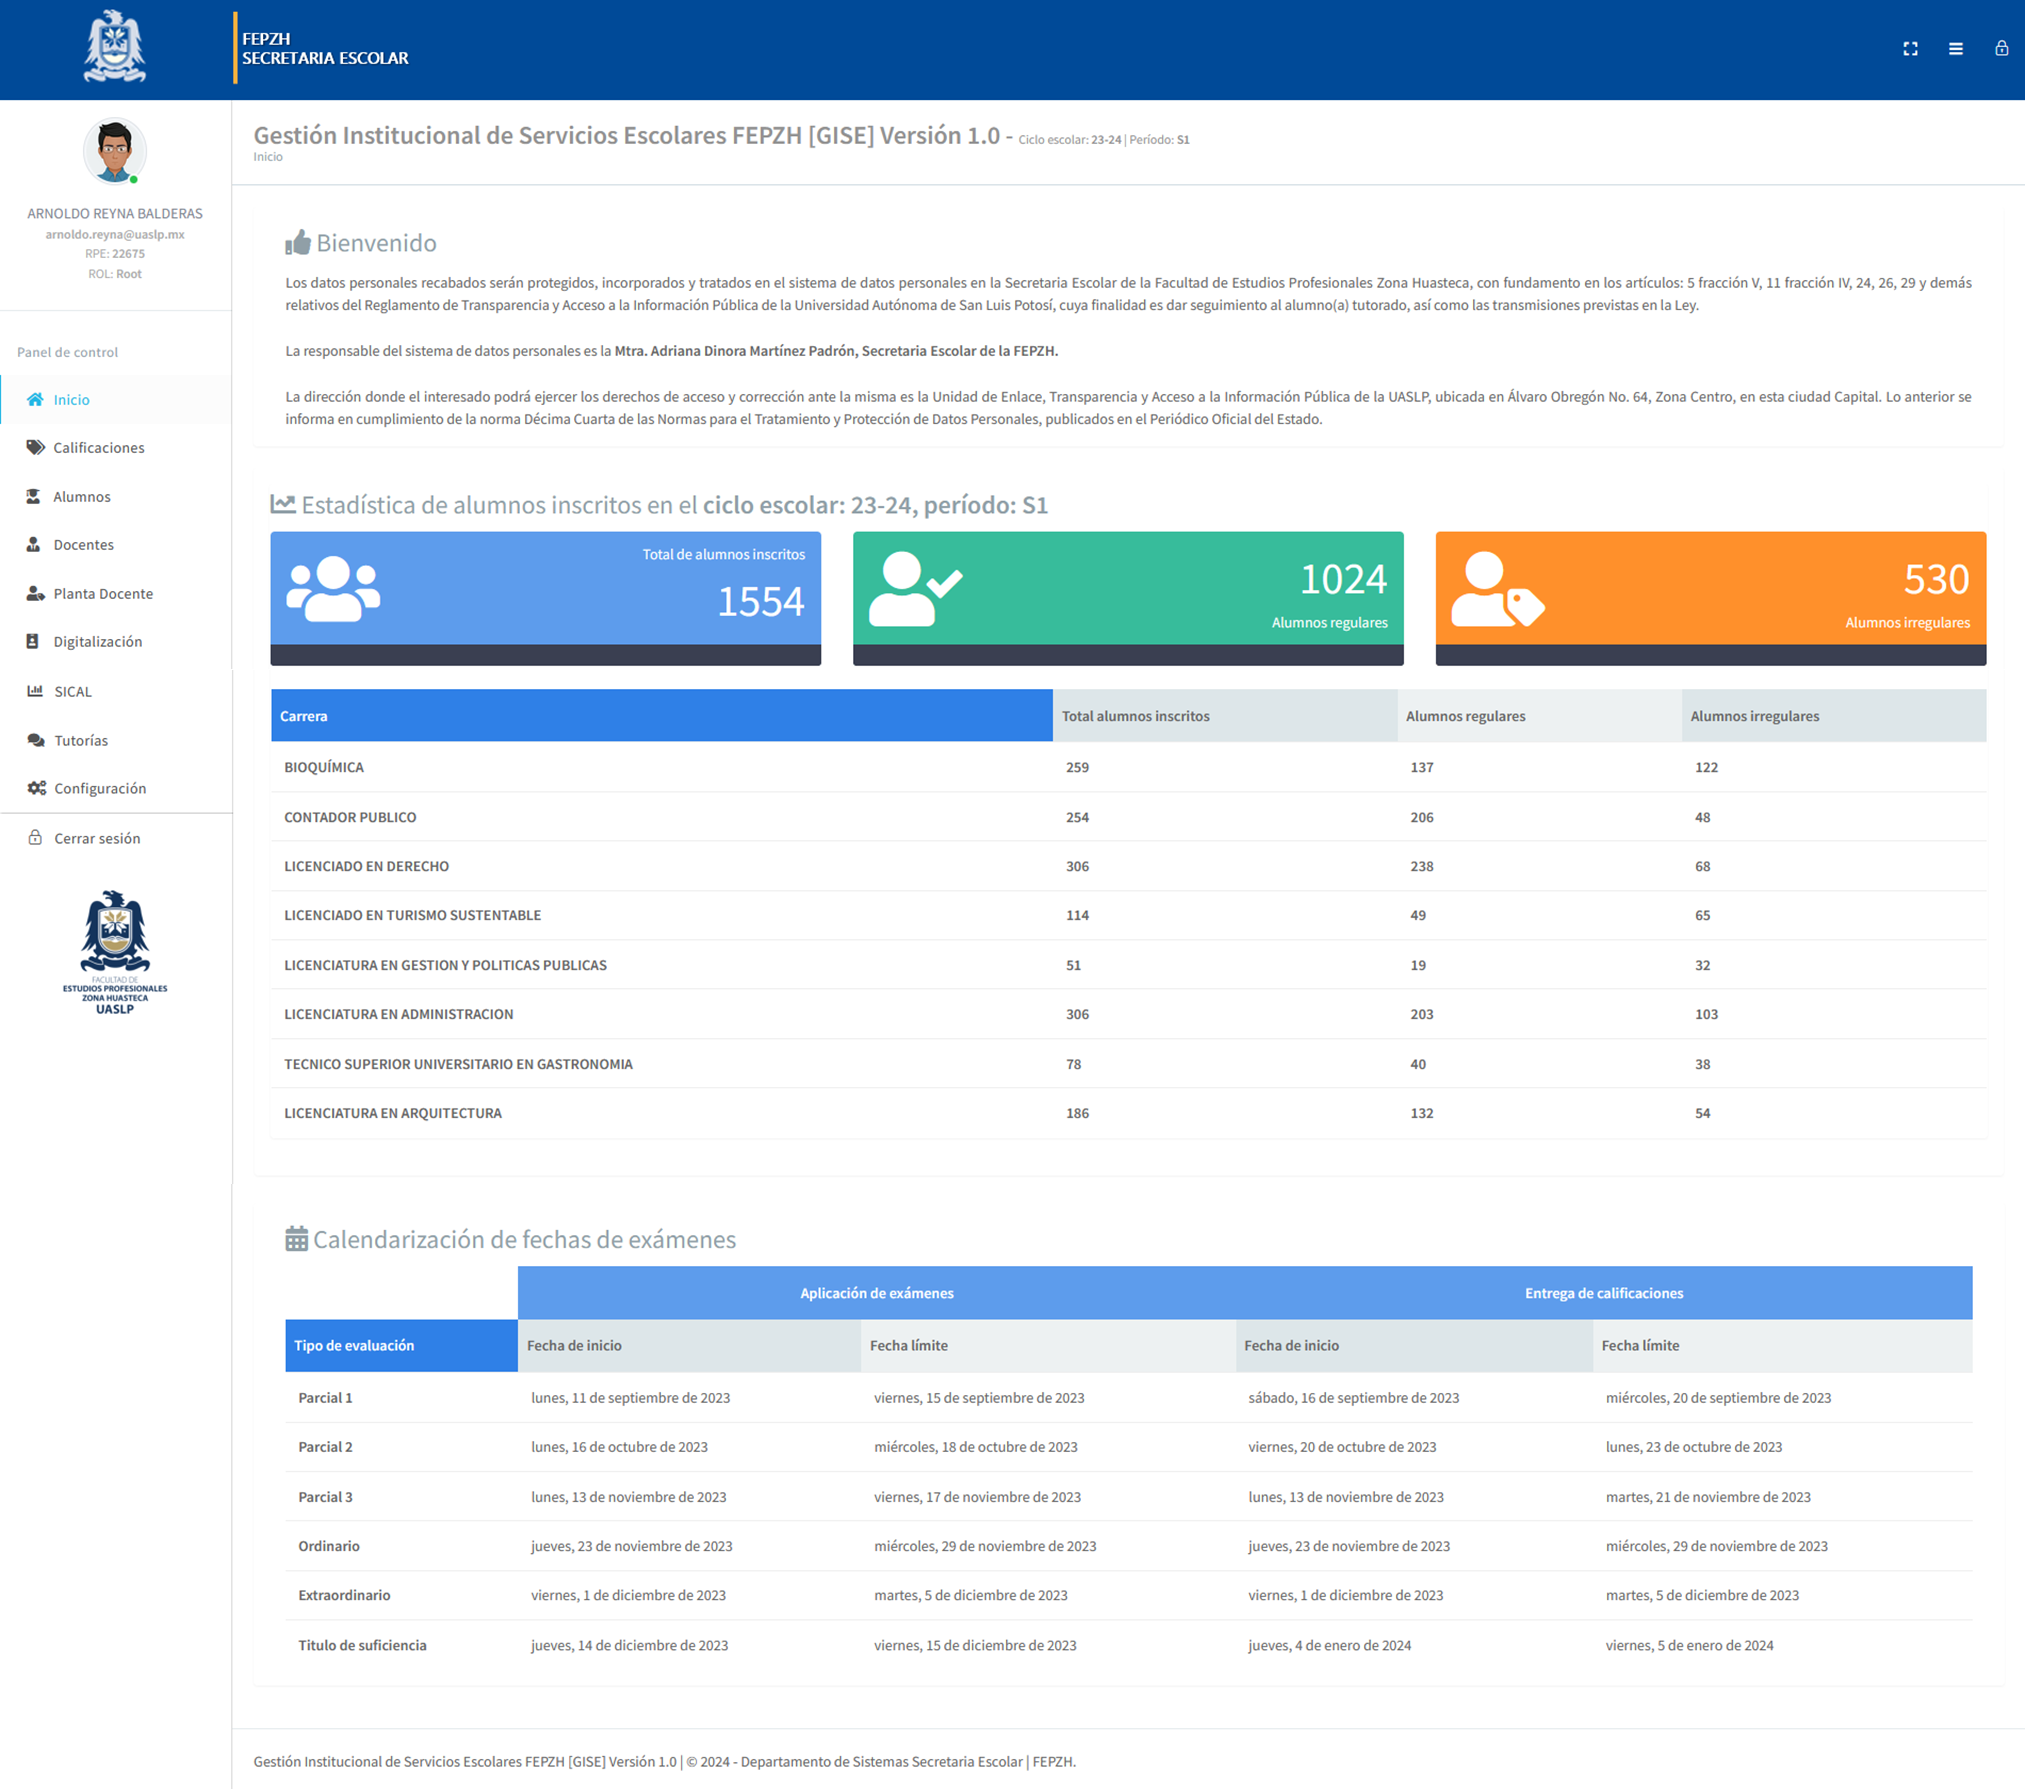 FEPZH
SECRETARIA ESCOLAR
ARNOLDO REYNA BALDERAS
arnoldo.reyna@uaslp.mx
RPE: 22675
ROL: Root
Panel de control
Inicio
Calificaciones
Alumnos
Docentes
Planta Docente
Digitalización
SICAL
Tutorías
Configuración
Cerrar sesión
FACULTAD DE
ESTUDIOS PROFESIONALES
ZONA HUASTECA
UASLP
Gestión Institucional de Servicios Escolares FEPZH [GISE] Versión 1.0 - Ciclo escolar: 23-24 | Período: S1
Inicio
Bienvenido
Los datos personales recabados serán protegidos, incorporados y tratados en el sistema de datos personales en la Secretaria Escolar de la Facultad de Estudios Profesionales Zona Huasteca, con fundamento en los artículos: 5 fracción V, 11 fracción IV, 24, 26, 29 y demás
relativos del Reglamento de Transparencia y Acceso a la Información Pública de la Universidad Autónoma de San Luis Potosí, cuya finalidad es dar seguimiento al alumno(a) tutorado, así como las transmisiones previstas en la Ley.
La responsable del sistema de datos personales es la Mtra. Adriana Dinora Martínez Padrón, Secretaria Escolar de la FEPZH.
La dirección donde el interesado podrá ejercer los derechos de acceso y corrección ante la misma es la Unidad de Enlace, Transparencia y Acceso a la Información Pública de la UASLP, ubicada en Álvaro Obregón No. 64, Zona Centro, en esta ciudad Capital. Lo anterior se
informa en cumplimiento de la norma Décima Cuarta de las Normas para el Tratamiento y Protección de Datos Personales, publicados en el Periódico Oficial del Estado.
Estadística de alumnos inscritos en el ciclo escolar: 23-24, período: S1
Total de alumnos inscritos
1554
1024
Alumnos regulares
530
Alumnos irregulares
Carrera Total alumnos inscritos Alumnos regulares Alumnos irregulares
BIOQUÍMICA 259 137 122
CONTADOR PUBLICO 254 206 48
LICENCIADO EN DERECHO 306 238 68
LICENCIADO EN TURISMO SUSTENTABLE 114 49 65
LICENCIATURA EN GESTION Y POLITICAS PUBLICAS 51 19 32
LICENCIATURA EN ADMINISTRACION 306 203 103
TECNICO SUPERIOR UNIVERSITARIO EN GASTRONOMIA 78 40 38
LICENCIATURA EN ARQUITECTURA 186 132 54
Calendarización de fechas de exámenes
Aplicación de exámenes Entrega de calificaciones
Tipo de evaluación Fecha de inicio Fecha límite Fecha de inicio Fecha límite
Parcial 1 lunes, 11 de septiembre de 2023 viernes, 15 de septiembre de 2023 sábado, 16 de septiembre de 2023 miércoles, 20 de septiembre de 2023
Parcial 2 lunes, 16 de octubre de 2023 miércoles, 18 de octubre de 2023 viernes, 20 de octubre de 2023 lunes, 23 de octubre de 2023
Parcial 3 lunes, 13 de noviembre de 2023 viernes, 17 de noviembre de 2023 lunes, 13 de noviembre de 2023 martes, 21 de noviembre de 2023
Ordinario jueves, 23 de noviembre de 2023 miércoles, 29 de noviembre de 2023 jueves, 23 de noviembre de 2023 miércoles, 29 de noviembre de 2023
Extraordinario viernes, 1 de diciembre de 2023 martes, 5 de diciembre de 2023 viernes, 1 de diciembre de 2023 martes, 5 de diciembre de 2023
Titulo de suficiencia jueves, 14 de diciembre de 2023 viernes, 15 de diciembre de 2023 jueves, 4 de enero de 2024 viernes, 5 de enero de 2024
Gestión Institucional de Servicios Escolares FEPZH [GISE] Versión 1.0 | © 2024 - Departamento de Sistemas Secretaria Escolar | FEPZH.